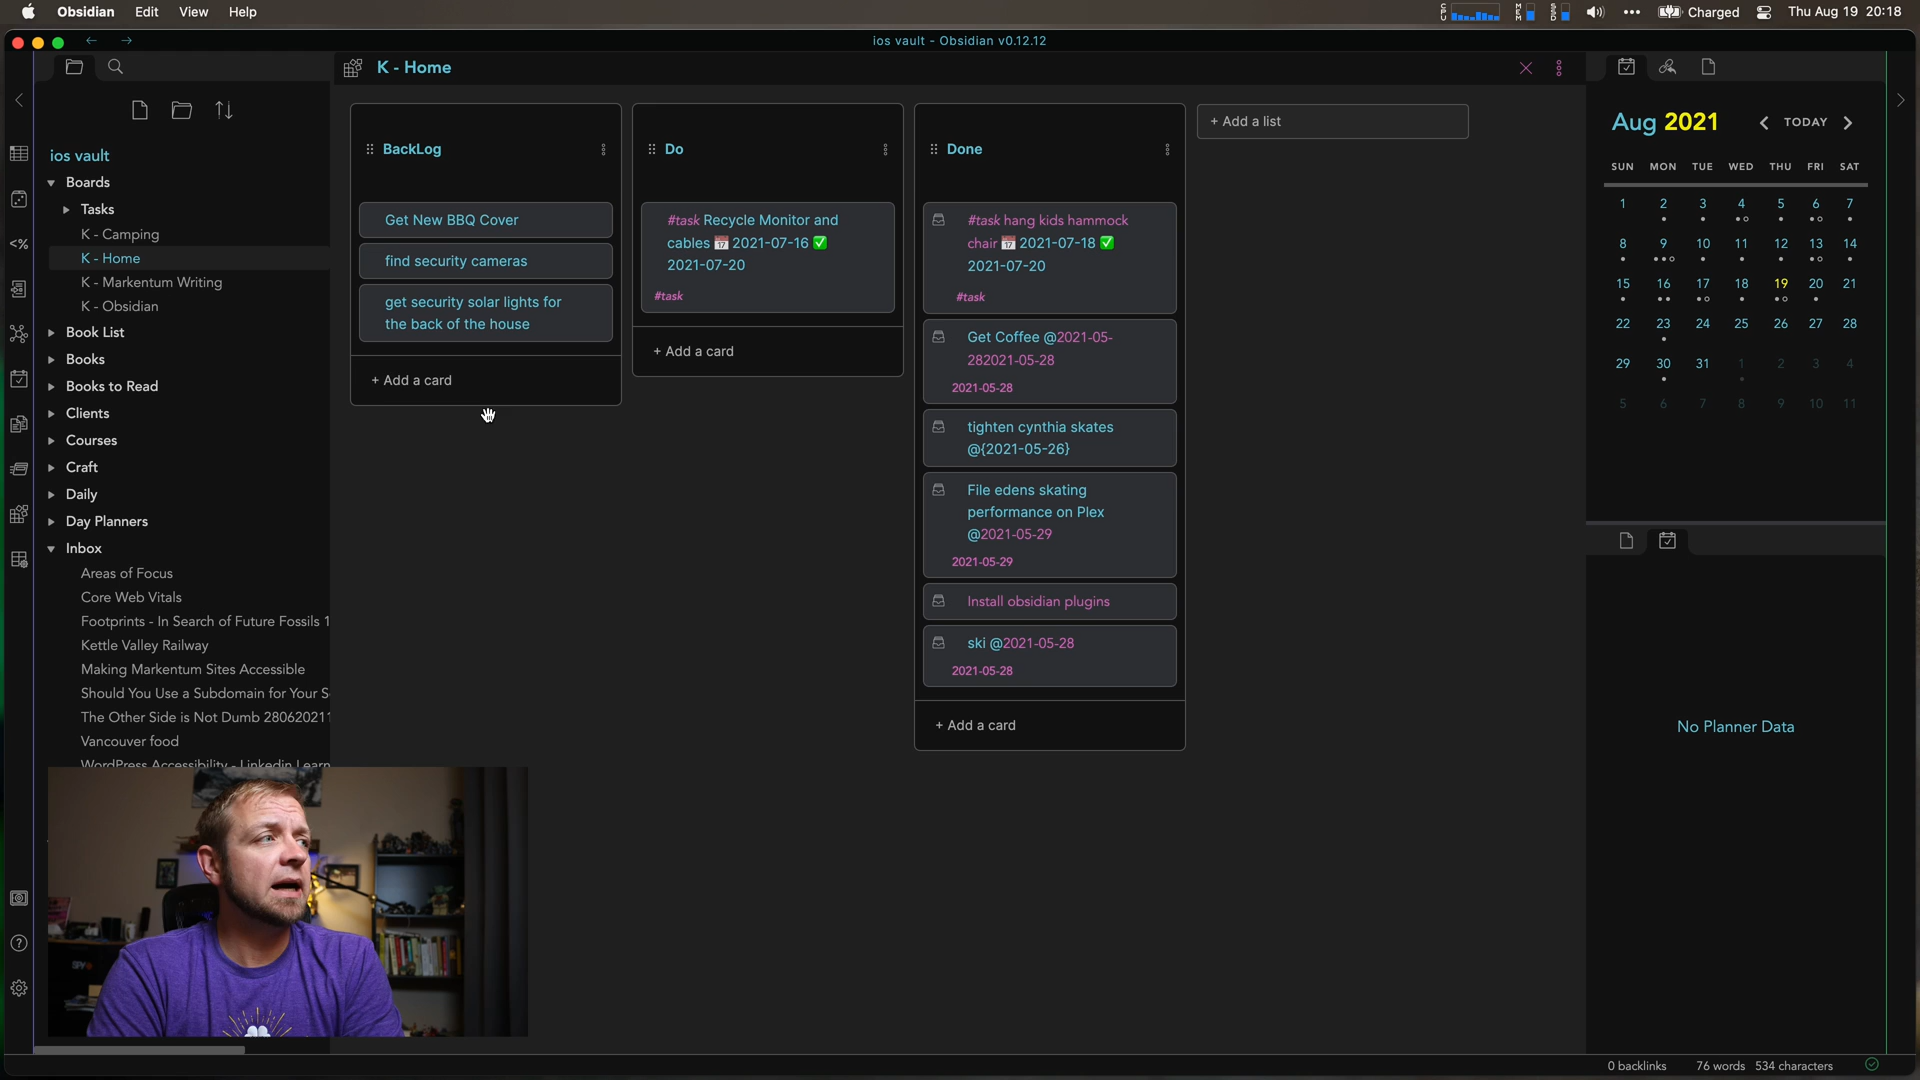 Obsidian Edit View Help
CPU MEM SSD Charged Thu Aug 19 20:18
ios vault - Obsidian v0.12.12
K - Home
ios vault
Boards
Tasks
K - Camping
K - Home
K - Markentum Writing
K - Obsidian
Book List
Books
Books to Read
Clients
Courses
Craft
Daily
Day Planners
Inbox
Areas of Focus
Core Web Vitals
Footprints - In Search of Future Fossils 1
Kettle Valley Railway
Making Markentum Sites Accessible
Should You Use a Subdomain for Your S
The Other Side is Not Dumb 28062021
Vancouver food
WordPress Accessibility - Linkedin Learn
<%
BackLog
Get New BBQ Cover
find security cameras
get security solar lights for
the back of the house
+ Add a card
Do
#task Recycle Monitor and
cables 📅 2021-07-16 ✅
2021-07-20
#task
+ Add a card
Done
#task hang kids hammock
chair 📅 2021-07-18 ✅
2021-07-20
#task
Get Coffee @2021-05-
282021-05-28
2021-05-28
tighten cynthia skates
@{2021-05-26}
File edens skating
performance on Plex
@2021-05-29
2021-05-29
Install obsidian plugins
ski @2021-05-28
2021-05-28
+ Add a card
+ Add a list
Aug 2021 TODAY
SUN MON TUE WED THU FRI SAT
1 2 3 4 5 6 7
8 9 10 11 12 13 14
15 16 17 18 19 20 21
22 23 24 25 26 27 28
29 30 31 1 2 3 4
5 6 7 8 9 10 11
No Planner Data
0 backlinks 76 words 534 characters